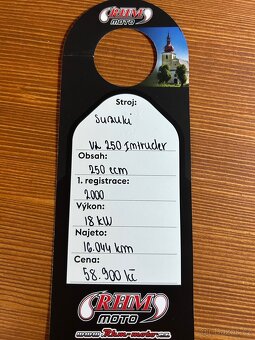 RHM
MOTO
Stroj:
Suzuki
VL 250 Intruder
Obsah:
250 ccm
1. registrace:
2000
Výkon:
18 kW
Najeto:
16.044 km
Cena:
58.900 kč
RHM
MOTO